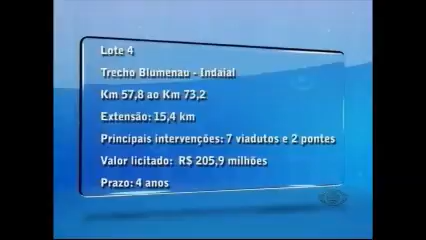 Lote 4
Trecho Blumenau - Indaial
Km 57,8 ao Km 73,2
Extensão: 15,4 km
Principais intervenções: 7 viadutos e 2 pontes
Valor licitado: R$ 205,9 milhões
Prazo: 4 anos